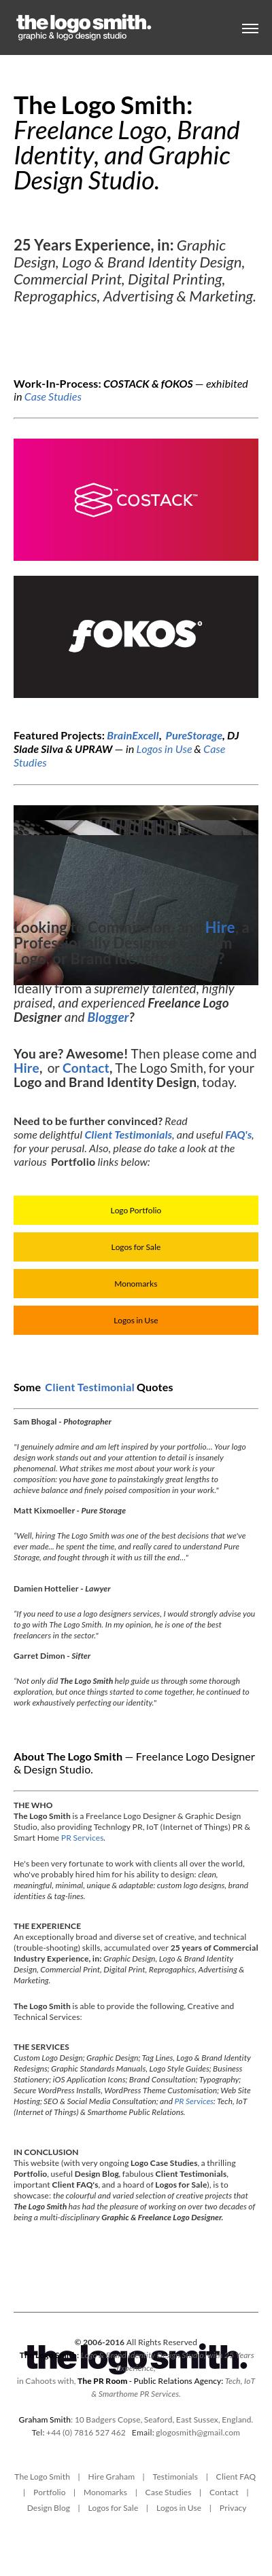 the logo smith.
graphic & logo design studio
The Logo Smith:
Freelance Logo, Brand
Identity, and Graphic
Design Studio.
25 Years Experience, in: Graphic
Design, Logo & Brand Identity Design,
Commercial Print, Digital Printing,
Reprogaphics, Advertising & Marketing.
Work-In-Process: COSTACK & fOKOS — exhibited
in Case Studies
COSTACK™
fOKOS
Featured Projects: BrainExcell, PureStorage, DJ
Slade Silva & UPRAW — in Logos in Use & Case
Studies
Looking to Commission, and Hire, a
Professionally Designed
Logo or Brand Identity?
Ideally from a supremely talented, highly
praised, and experienced Freelance Logo
Designer and Blogger?
You are? Awesome! Then please come and
Hire, or Contact, The Logo Smith, for your
Logo and Brand Identity Design, today.
Need to be further convinced? Read
some delightful Client Testimonials, and useful FAQ's,
for your perusal. Also, please do take a look at the
various Portfolio links below:
Logo Portfolio
Logos for Sale
Monomarks
Logos in Use
Some Client Testimonial Quotes
Sam Bhogal - Photographer
"I genuinely admire and am left inspired by your portfolio... Your logo
design work stands out and your attention to detail is insanely
phenomenal. What strikes me most about your work is your
composition: you have gone to painstakingly great lengths to
achieve balance and finely poised composition in your work."
Matt Kixmoeller - Pure Storage
"Well, hiring The Logo Smith was one of the best decisions that we've
ever made... he spent the time, and really cared to understand Pure
Storage, and fought through it with us till the end..."
Damien Hottelier - Lawyer
"If you need to use a logo designers services, I would strongly advise you
to go with The Logo Smith. In my opinion, he is one of the best
freelancers in the sector."
Garret Dimon - Sifter
"Not only did The Logo Smith help guide us through some thorough
exploration, but once things started to come together, he continued to
work exhaustively perfecting our identity."
About The Logo Smith — Freelance Logo Designer
& Design Studio.
THE WHO
The Logo Smith is a Freelance Logo Designer & Graphic Design
Studio, also providing Technology PR, IoT (Internet of Things) PR &
Smart Home PR Services.
He's been very fortunate to work with clients all over the world,
who've probably hired him for his ability to design: clean,
meaningful, minimal, unique & adaptable: custom logo designs, brand
identities & tag-lines.
THE EXPERIENCE
An exceptionally broad and diverse set of creative, and technical
(trouble-shooting) skills, accumulated over 25 years of Commercial
Industry Experience, in: Graphic Design, Logo & Brand Identity
Design, Commercial Print, Digital Print, Reprographics, Advertising &
Marketing.
The Logo Smith is able to provide the following, Creative and
Technical Services:
THE SERVICES
Custom Logo Design; Graphic Design; Tag Lines, Logo & Brand Identity
Redesigns; Graphic Standards Manuals, Logo Style Guides; Business
Stationery; iOS Application Icons; Brand Consultation; Typography;
Secure WordPress Installs, WordPress Theme Customisation; Web Site
Hosting; SEO & Social Media Consultation; and PR Services: Tech, IoT
(Internet of Things) & Smarthome Public Relations.
IN CONCLUSION
This website (with very ongoing Logo Case Studies, a thrilling
Portfolio, useful Design Blog, fabulous Client Testimonials,
important Client FAQ's, and a hoard of Logos for Sale), is to
showcase: the colourful and varied selection of creative projects that
The Logo Smith has had the pleasure of working on over two decades of
being a multi-disciplinary Graphic & Freelance Logo Designer.
© 2006-2016 All Rights Reserved
the logo smith.
in Cahoots with, The PR Room - Public Relations Agency: Tech, IoT
& Smarthome PR Services.
Graham Smith: 10 Badgers Copse, Seaford, East Sussex, England.
Tel: +44 (0) 7816 527 462 Email: glogosmith@gmail.com
The Logo Smith | Hire Graham | Testimonials | Client FAQ
| Portfolio | Monomarks | Case Studies | Contact |
Design Blog | Logos for Sale | Logos in Use | Privacy